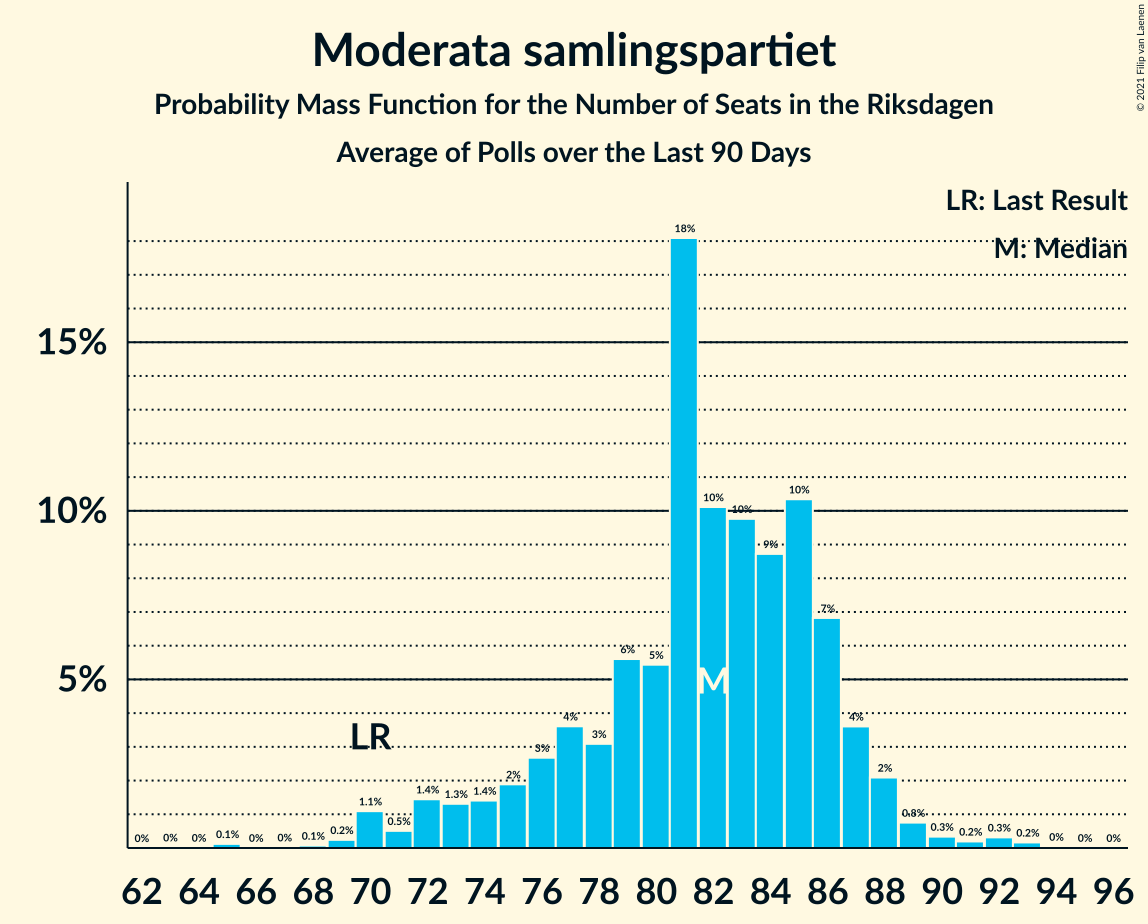 Moderata samlingspartiet
Probability Mass Function for the Number of Seats in the Riksdagen
Average of Polls over the Last 90 Days
© 2021 Filip van Laenen
LR: Last Result
M: Median
15%
10%
5%
0% 0% 0% 0.1% 0% 0% 0.1% 0.2% 1.1% 0.5% 1.4% 1.3% 1.4% 2% 3% 4% 3% 6% 5% 18% 10% 10% 9% 10% 7% 4% 2% 0.8% 0.3% 0.2% 0.3% 0.2% 0% 0% 0%
LR
M
62 64 66 68 70 72 74 76 78 80 82 84 86 88 90 92 94 96